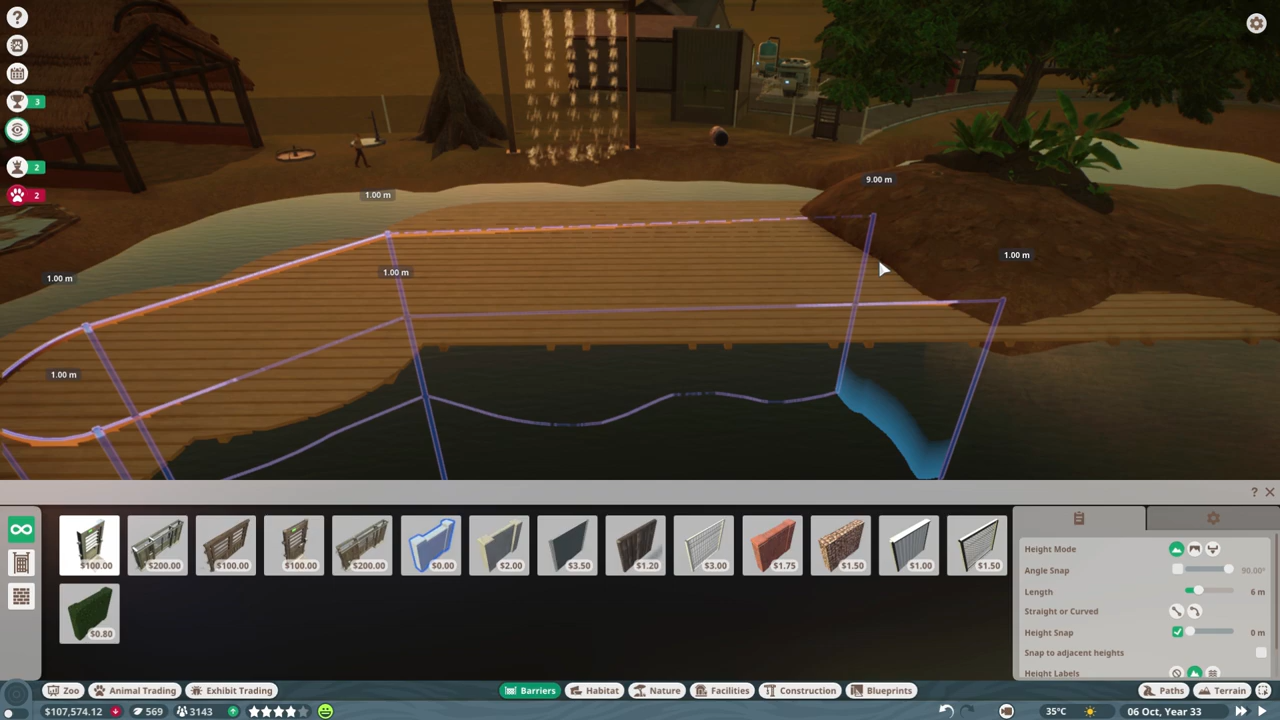 3
2
2
1.00 m
9.00 m
1.00 m
1.00 m
1.00 m
1.00 m
?
$100.00
$200.00
$100.00
$100.00
$200.00
$0.00
$2.00
$3.50
$1.20
$3.00
$1.75
$1.50
$1.00
$1.50
$0.80
Height Mode
Angle Snap 90.00°
Length 6 m
Straight or Curved
Height Snap 0 m
Snap to adjacent heights
Height Labels
Zoo Animal Trading Exhibit Trading Barriers Habitat Nature Facilities Construction Blueprints Paths Terrain
$107,574.12 569 3143 35°C 06 Oct, Year 33